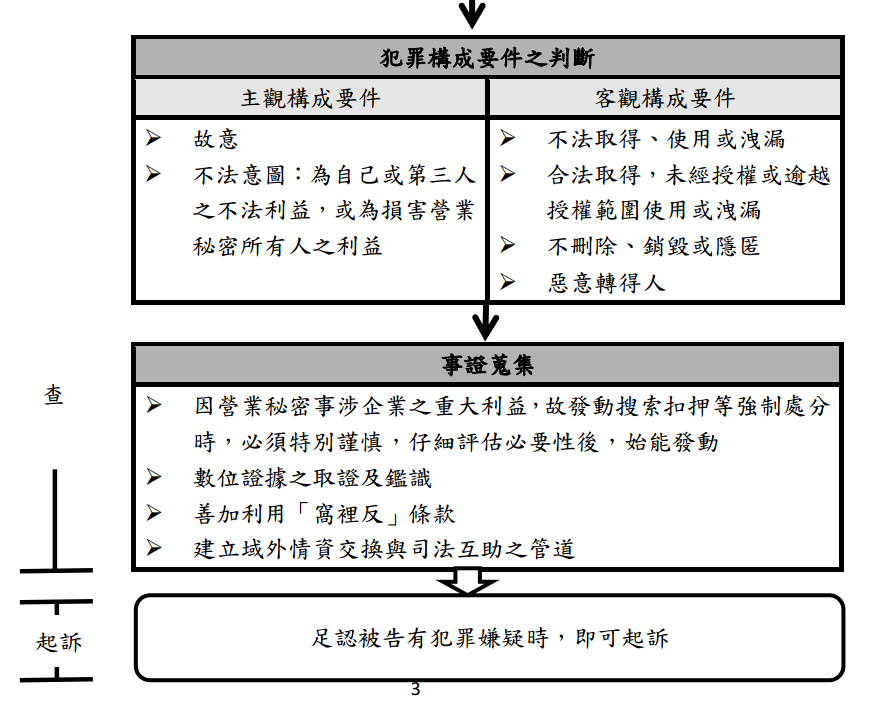 犯罪構成要件之判斷
主觀構成要件
客觀構成要件
➢ 故意
➢ 不法意圖：為自己或第三人
之不法利益，或為損害營業
秘密所有人之利益
➢ 不法取得、使用或洩漏
➢ 合法取得，未經授權或逾越
授權範圍使用或洩漏
➢ 不刪除、銷毀或隱匿
➢ 惡意轉得人
事證蒐集
查
➢ 因營業秘密事涉企業之重大利益，故發動搜索扣押等強制處分
時，必須特別謹慎，仔細評估必要性後，始能發動
➢ 數位證據之取證及鑑識
➢ 善加利用「窩裡反」條款
➢ 建立域外情資交換與司法互助之管道
起訴
足認被告有犯罪嫌疑時，即可起訴
3